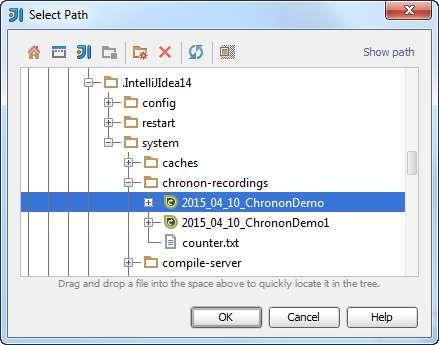 Select Path
Show path
.IntelliJIdea14
config
restart
system
caches
chronon-recordings
2015_04_10_ChrononDemo
2015_04_10_ChrononDemo1
counter.txt
compile-server
Drag and drop a file into the space above to quickly locate it in the tree.
OK Cancel Help